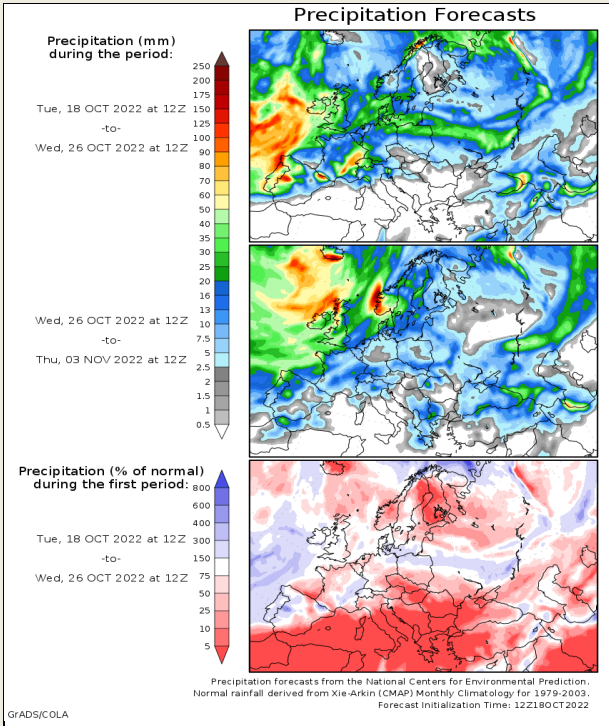 Precipitation Forecasts
Precipitation (mm)
during the period:
Tue, 18 OCT 2022 at 12Z
-to-
Wed, 26 OCT 2022 at 12Z
250
200
175
150
125
100
90
80
70
60
50
40
35
30
25
20
16
13
10
7.5
5
2.5
2
1.5
1
0.5
Wed, 26 OCT 2022 at 12Z
-to-
Thu, 03 NOV 2022 at 12Z
Precipitation (% of normal)
during the first period:
Tue, 18 OCT 2022 at 12Z
-to-
Wed, 26 OCT 2022 at 12Z
800
600
400
300
150
75
50
25
10
5
Precipitation forecasts from the National Centers for Environmental Prediction.
Normal rainfall derived from Xie-Arkin (CMAP) Monthly Climatology for 1979-2003.
Forecast Initialization Time: 12Z18OCT2022
GrADS/COLA